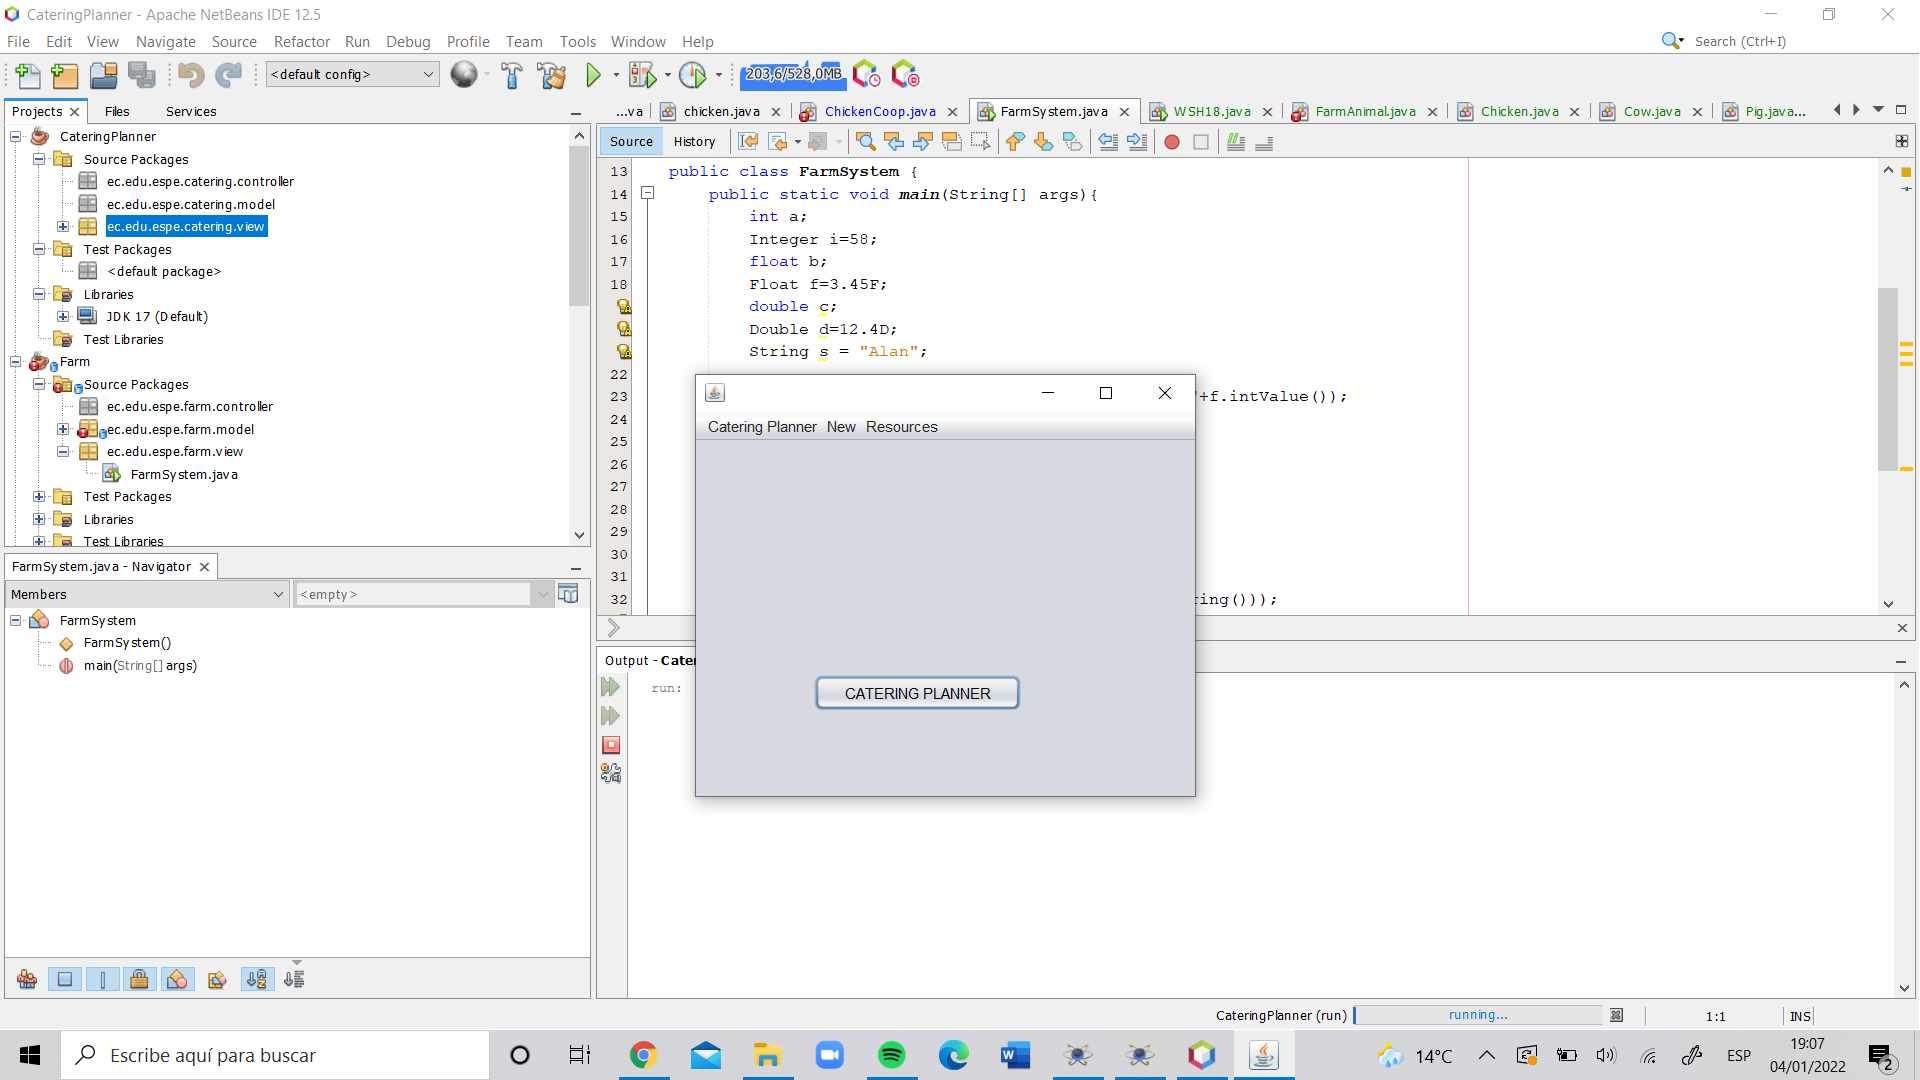 CateringPlanner - Apache NetBeans IDE 12.5
File Edit View Navigate Source Refactor Run Debug Profile Team Tools Window Help
Search (Ctrl+I)
<default config>
203,6/528,0MB
Projects Files Services
CateringPlanner
Source Packages
ec.edu.espe.catering.controller
ec.edu.espe.catering.model
ec.edu.espe.catering.view
Test Packages
<default package>
Libraries
JDK 17 (Default)
Test Libraries
Farm
Source Packages
ec.edu.espe.farm.controller
ec.edu.espe.farm.model
ec.edu.espe.farm.view
FarmSystem.java
Test Packages
Libraries
Test Libraries
FarmSystem.java - Navigator
Members
<empty>
FarmSystem
FarmSystem()
main(String[] args)
...va chicken.java ChickenCoop.java FarmSystem.java WSH18.java FarmAnimal.java Chicken.java Cow.java Pig.java...
Source History
13 public class FarmSystem {
14 public static void main(String[] args){
15 int a;
16 Integer i=58;
17 float b;
18 Float f=3.45F;
double c;
Double d=12.4D;
String s = "Alan";
22
23 +f.intValue());
24
25
26
27
28
29
30
31
32 ing()));
Catering Planner New Resources
CATERING PLANNER
Output - Cater
run:
CateringPlanner (run) running... 1:1 INS
Escribe aquí para buscar
14°C
ESP
19:07
04/01/2022
2